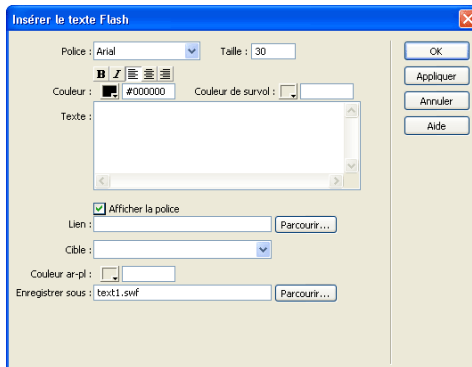 Insérer le texte Flash
Police : Arial Taille : 30 OK
B I Appliquer
Couleur : #000000 Couleur de survol : Annuler
Texte : Aide
Afficher la police
Lien : Parcourir...
Cible :
Couleur ar-pl :
Enregistrer sous : text1.swf Parcourir...